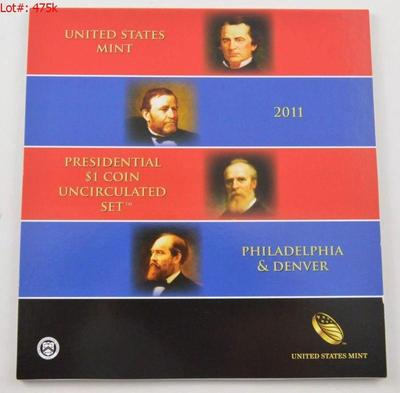 Lot#: 475k
UNITED STATES
MINT
2011
PRESIDENTIAL
$1 COIN
UNCIRCULATED
SET™
PHILADELPHIA
& DENVER
UNITED STATES MINT